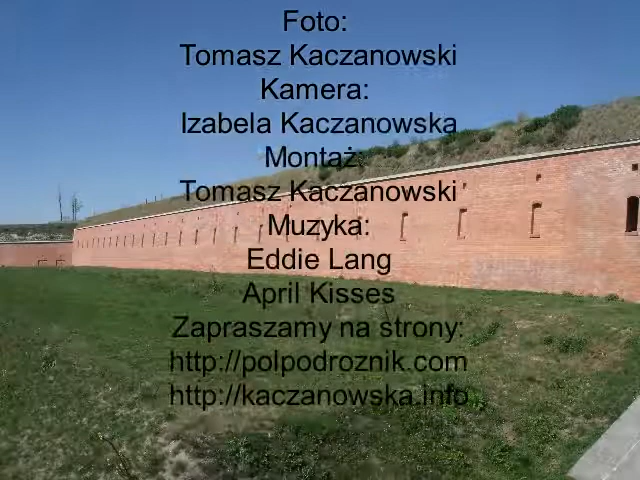 Foto:
Tomasz Kaczanowski
Kamera:
Izabela Kaczanowska
Montaż:
Tomasz Kaczanowski
Muzyka:
Eddie Lang
April Kisses
Zapraszamy na strony:
http://polpodroznik.com
http://kaczanowska.info